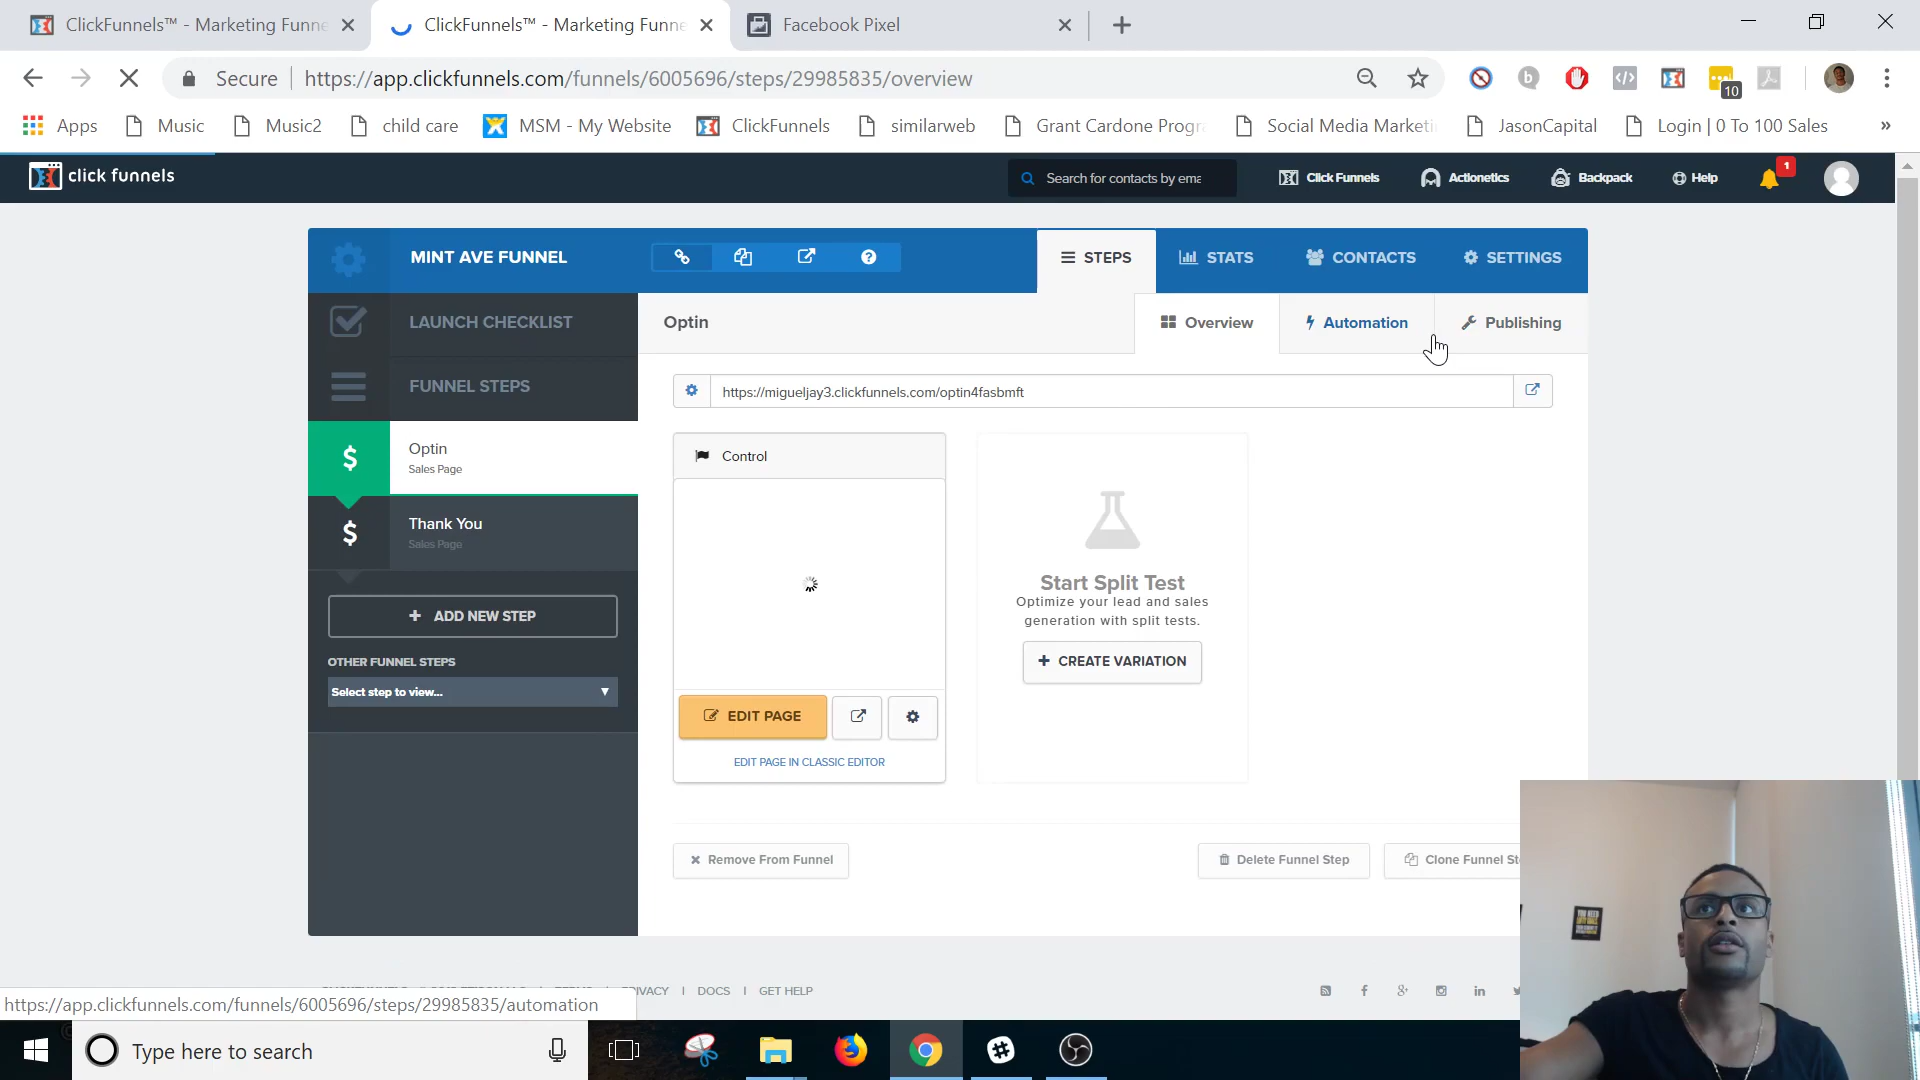 ClickFunnels™ - Marketing Funne
ClickFunnels™ - Marketing Funne
Facebook Pixel
Secure
https://app.clickfunnels.com/funnels/6005696/steps/29985835/overview
10
Apps
Music
Music2
child care
MSM - My Website
ClickFunnels
similarweb
Grant Cardone Progra
Social Media Marketi
JasonCapital
Login | 0 To 100 Sales
»
click funnels
Search for contacts by ema
Click Funnels
Actionetics
Backpack
Help
1
MINT AVE FUNNEL
STEPS
STATS
CONTACTS
SETTINGS
LAUNCH CHECKLIST
Optin
Overview
Automation
Publishing
FUNNEL STEPS
https://migueljay3.clickfunnels.com/optin4fasbmft
Optin
Sales Page
Control
Thank You
Sales Page
Start Split Test
Optimize your lead and sales
generation with split tests.
ADD NEW STEP
CREATE VARIATION
OTHER FUNNEL STEPS
Select step to view...
EDIT PAGE
EDIT PAGE IN CLASSIC EDITOR
Remove From Funnel
Delete Funnel Step
Clone Funnel Ste
DOCS
GET HELP
https://app.clickfunnels.com/funnels/6005696/steps/29985835/automation
Type here to search
YOU NEED